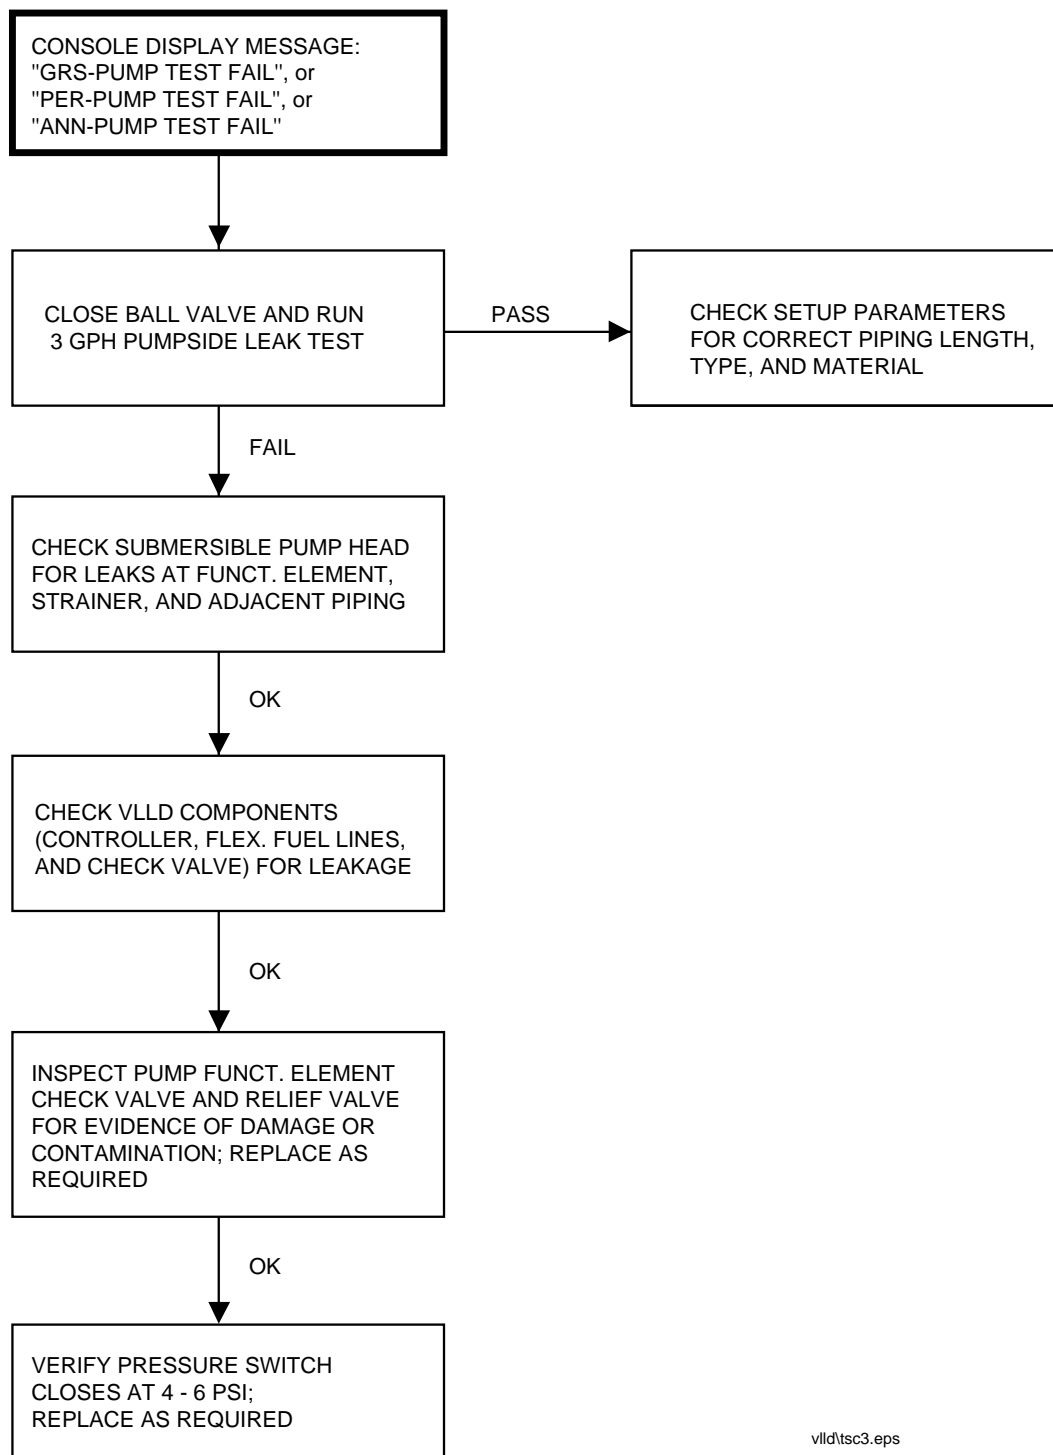 CONSOLE DISPLAY MESSAGE:
"GRS-PUMP TEST FAIL", or
"PER-PUMP TEST FAIL", or
"ANN-PUMP TEST FAIL"
CLOSE BALL VALVE AND RUN
3 GPH PUMPSIDE LEAK TEST
PASS
CHECK SETUP PARAMETERS
FOR CORRECT PIPING LENGTH,
TYPE, AND MATERIAL
FAIL
CHECK SUBMERSIBLE PUMP HEAD
FOR LEAKS AT FUNCT. ELEMENT,
STRAINER, AND ADJACENT PIPING
OK
CHECK VLLD COMPONENTS
(CONTROLLER, FLEX. FUEL LINES,
AND CHECK VALVE) FOR LEAKAGE
OK
INSPECT PUMP FUNCT. ELEMENT
CHECK VALVE AND RELIEF VALVE
FOR EVIDENCE OF DAMAGE OR
CONTAMINATION; REPLACE AS
REQUIRED
OK
VERIFY PRESSURE SWITCH
CLOSES AT 4 - 6 PSI;
REPLACE AS REQUIRED
vlld\tsc3.eps